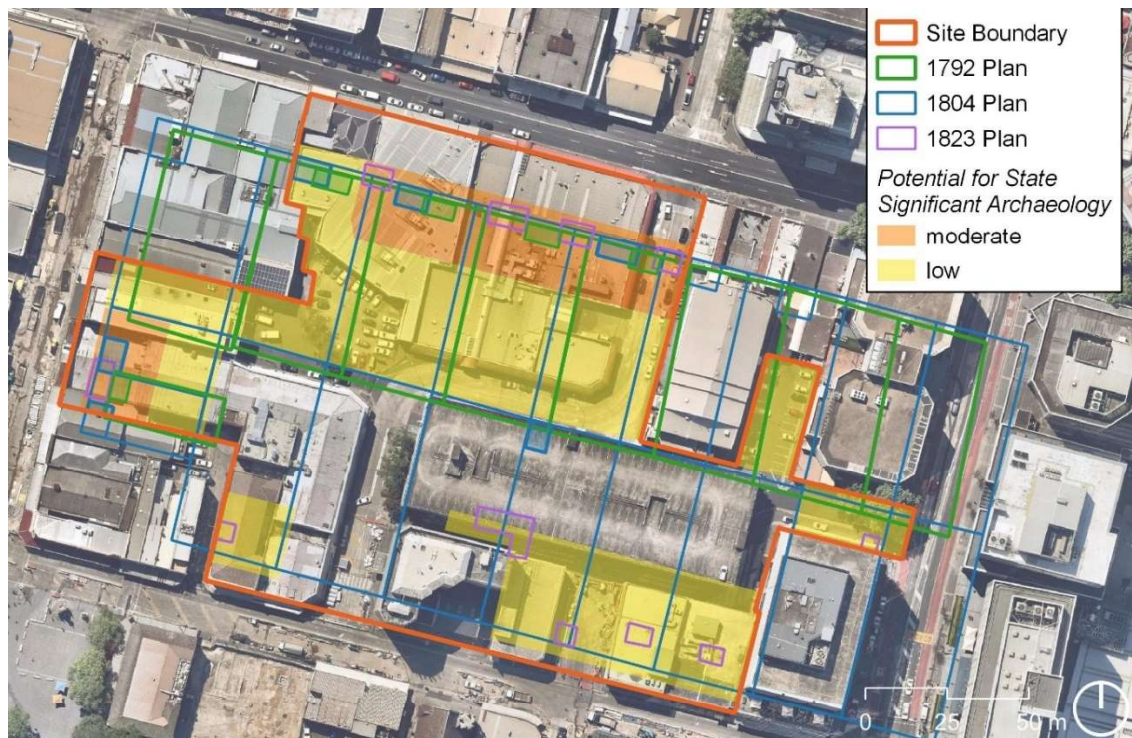 Site Boundary
1792 Plan
1804 Plan
1823 Plan
Potential for State
Significant Archaeology
moderate
low
0 25 50 m